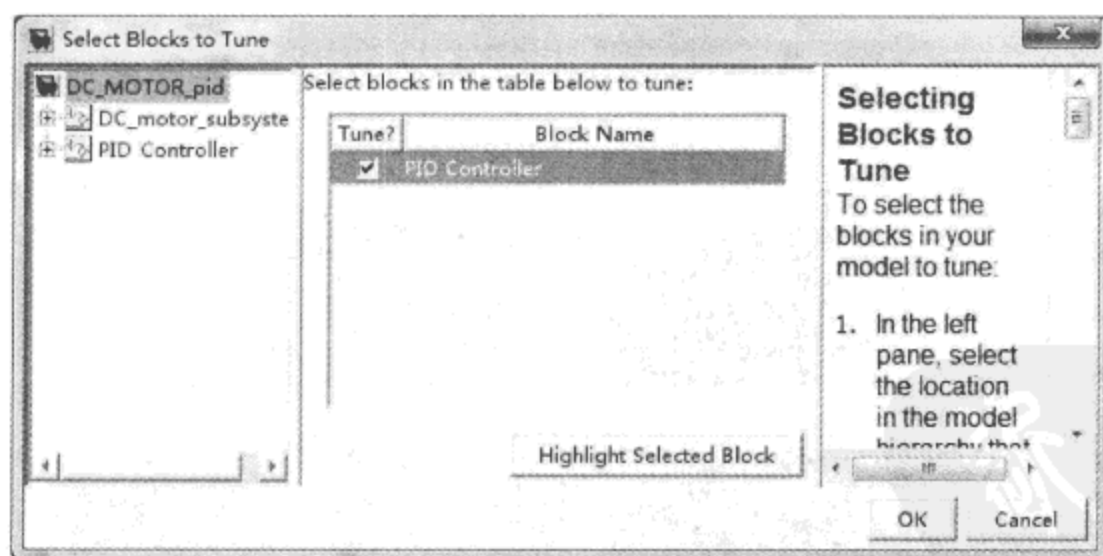 Select Blocks to Tune
DC_MOTOR_pid
DC_motor_subsyste
PID Controller
Select blocks in the table below to tune:
Tune? Block Name
PID Controller
Highlight Selected Block
Selecting
Blocks to
Tune
To select the
blocks in your
model to tune:
1. In the left
pane, select
the location
in the model
hierarchy that
OK Cancel